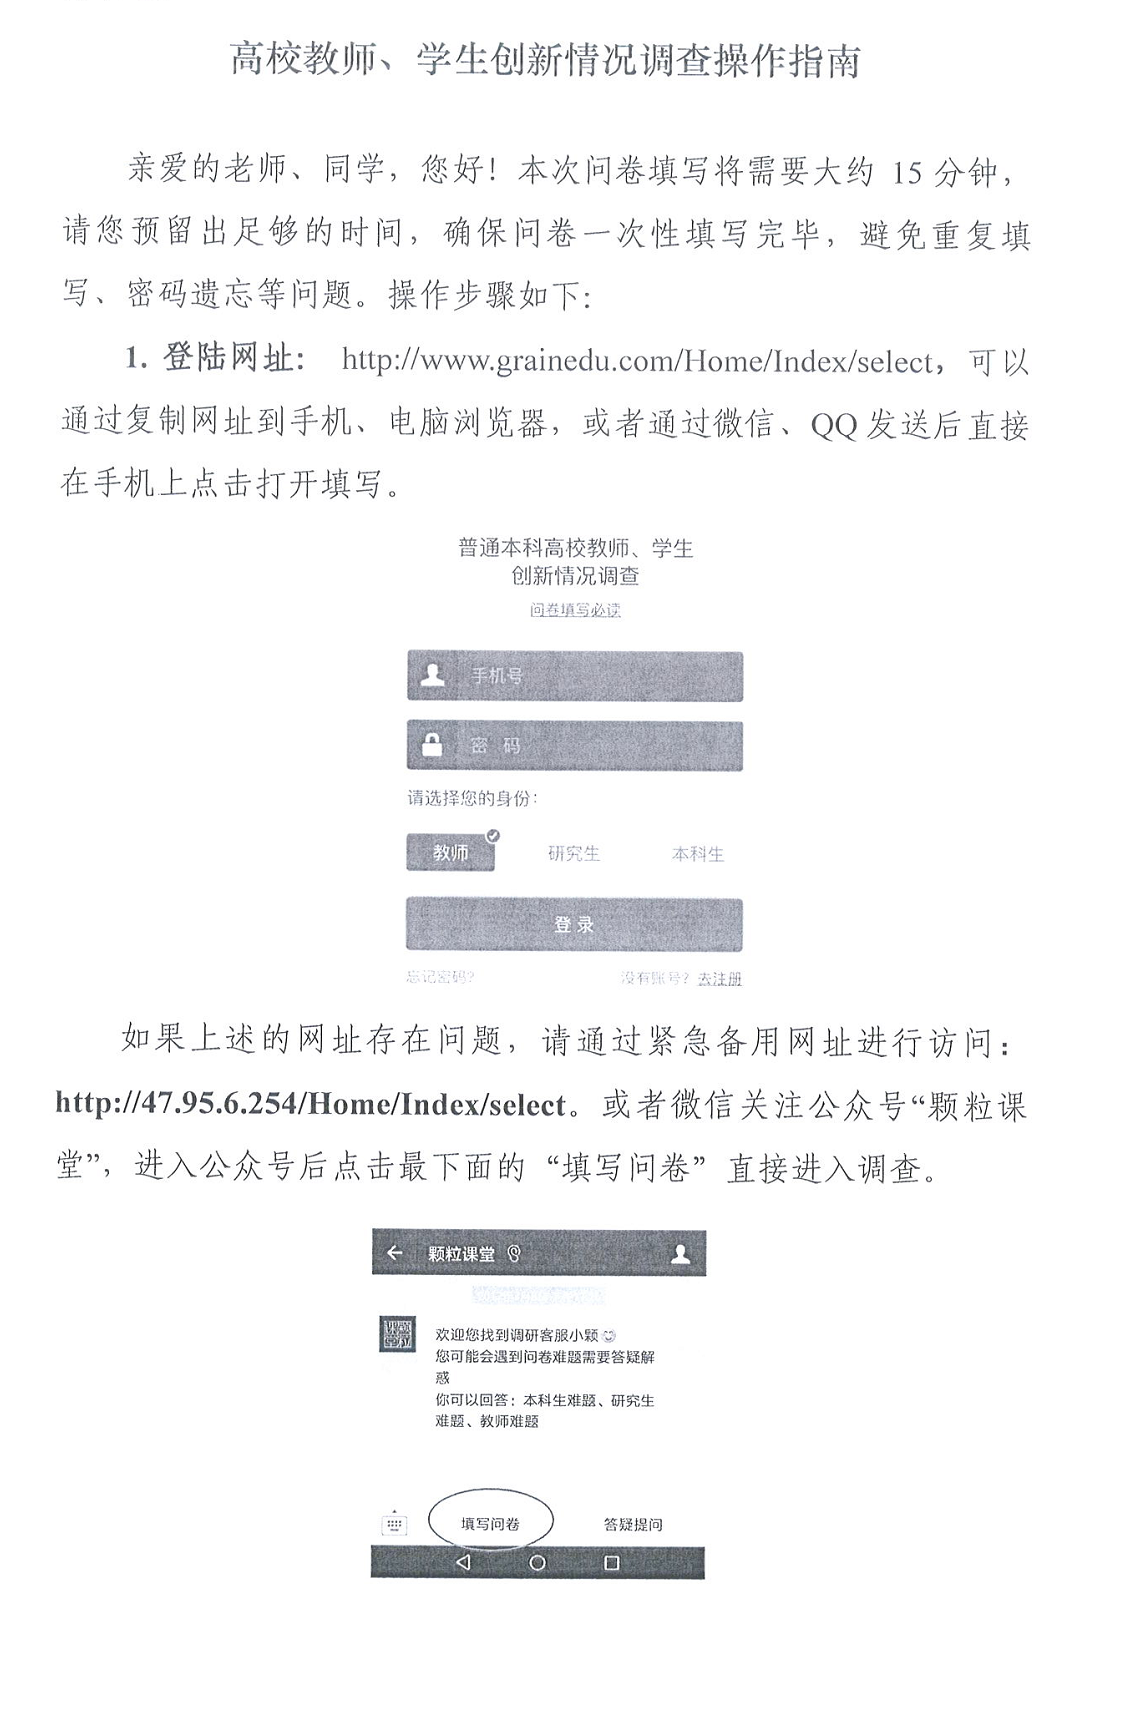 高校教师、学生创新情况调查操作指南
亲爱的老师、同学，您好！本次问卷填写将需要大约 15 分钟，
请您预留出足够的时间，确保问卷一次性填写完毕，避免重复填
写、密码遗忘等问题。操作步骤如下：
1. 登陆网址： http://www.grainedu.com/Home/Index/select，可以
通过复制网址到手机、电脑浏览器，或者通过微信、QQ 发送后直接
在手机上点击打开填写。
普通本科高校教师、学生
创新情况调查
问卷填写必读
手机号
密 码
请选择您的身份：
教师 研究生 本科生
登 录
忘记密码？ 没有账号？去注册
如果上述的网址存在问题，请通过紧急备用网址进行访问：
http://47.95.6.254/Home/Index/select。或者微信关注公众号“颗粒课
堂”，进入公众号后点击最下面的“填写问卷”直接进入调查。
颗粒课堂
欢迎您找到调研客服小颗
您可能会遇到问卷难题需要答疑解
惑
你可以回答：本科生难题、研究生
难题、教师难题
填写问卷 答疑提问